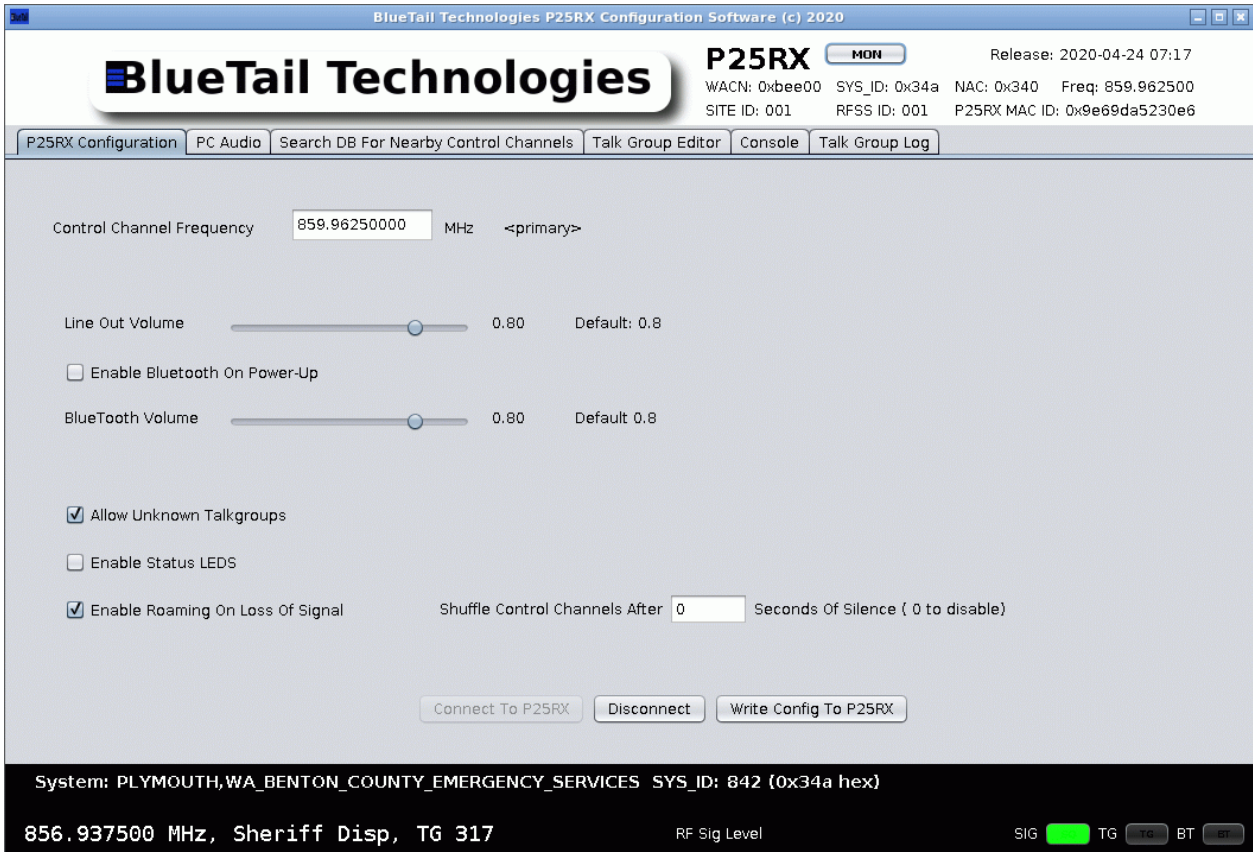 BlueTail Technologies P25RX Configuration Software (c) 2020
BlueTail Technologies
P25RX MON Release: 2020-04-24 07:17
WACN: 0xbee00 SYS_ID: 0x34a NAC: 0x340 Freq: 859.962500
SITE ID: 001 RFSS ID: 001 P25RX MAC ID: 0x9e69da5230e6
P25RX Configuration PC Audio Search DB For Nearby Control Channels Talk Group Editor Console Talk Group Log
Control Channel Frequency 859.96250000 MHz <primary>
Line Out Volume 0.80 Default: 0.8
Enable Bluetooth On Power-Up
BlueTooth Volume 0.80 Default 0.8
Allow Unknown Talkgroups
Enable Status LEDS
Enable Roaming On Loss Of Signal Shuffle Control Channels After 0 Seconds Of Silence ( 0 to disable)
Connect To P25RX Disconnect Write Config To P25RX
System: PLYMOUTH,WA_BENTON_COUNTY_EMERGENCY_SERVICES SYS_ID: 842 (0x34a hex)
856.937500 MHz, Sheriff Disp, TG 317 RF Sig Level SIG TG TG BT BT